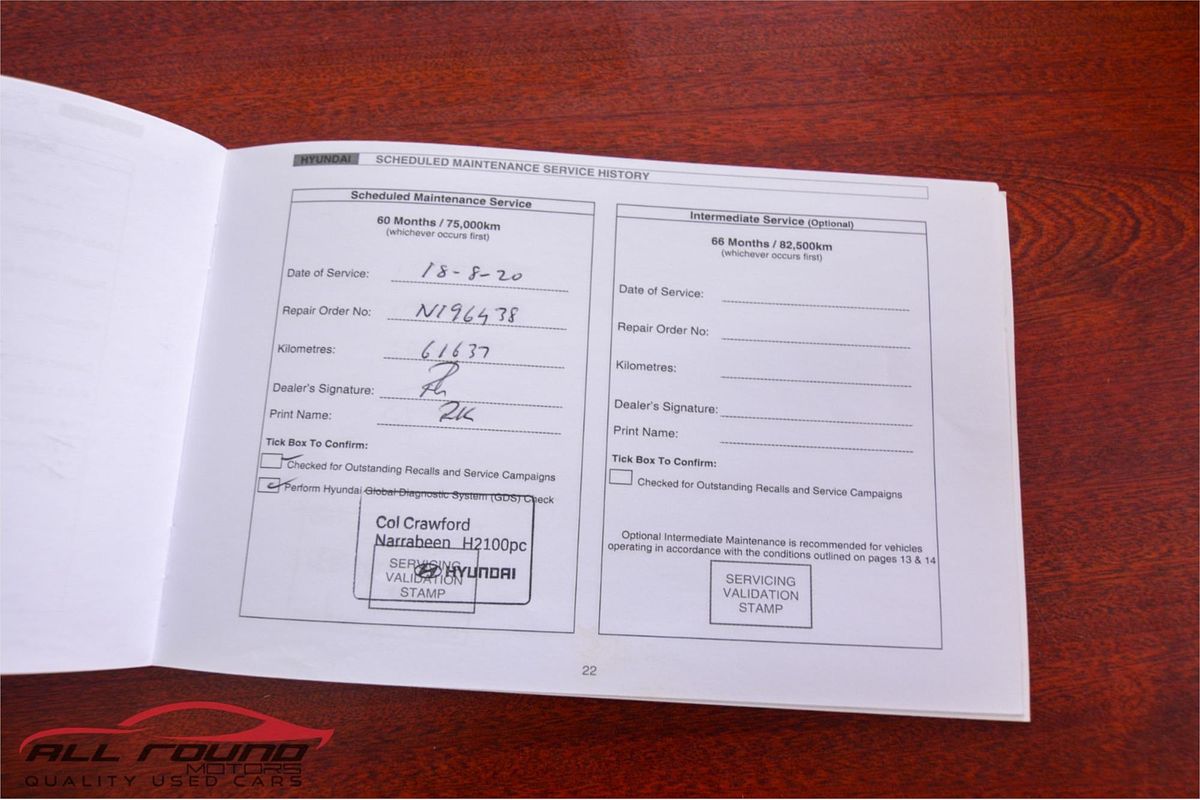 HYUNDAI SCHEDULED MAINTENANCE SERVICE HISTORY
Scheduled Maintenance Service
60 Months / 75,000km
(whichever occurs first)
Date of Service: 18-8-20
Repair Order No: N196438
Kilometres: 61637
Dealer's Signature:
Print Name: RK
Tick Box To Confirm:
Checked for Outstanding Recalls and Service Campaigns
Perform Hyundai Global Diagnostic System (GDS) Check
Col Crawford
Narrabeen H2100pc
HYUNDAI
SERVICING
VALIDATION
STAMP
Intermediate Service (Optional)
66 Months / 82,500km
(whichever occurs first)
Date of Service:
Repair Order No:
Kilometres:
Dealer's Signature:
Print Name:
Tick Box To Confirm:
Checked for Outstanding Recalls and Service Campaigns
Optional Intermediate Maintenance is recommended for vehicles
operating in accordance with the conditions outlined on pages 13 & 14
SERVICING
VALIDATION
STAMP
22
ALL ROUND
MOTORS
QUALITY USED CARS